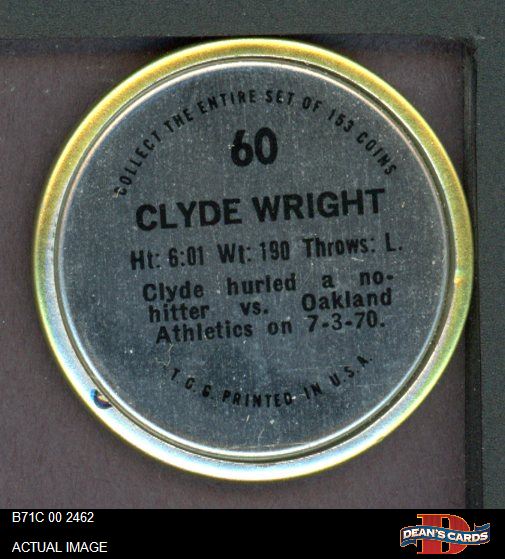 COLLECT THE ENTIRE SET OF 153 COINS
60
CLYDE WRIGHT
Ht: 6:01 Wt: 190 Throws: L.
Clyde hurled a no-
hitter vs. Oakland
Athletics on 7-3-70.
T.C.G. PRINTED IN U.S.A.
B71C 00 2462
ACTUAL IMAGE
D
DEAN'S CARDS